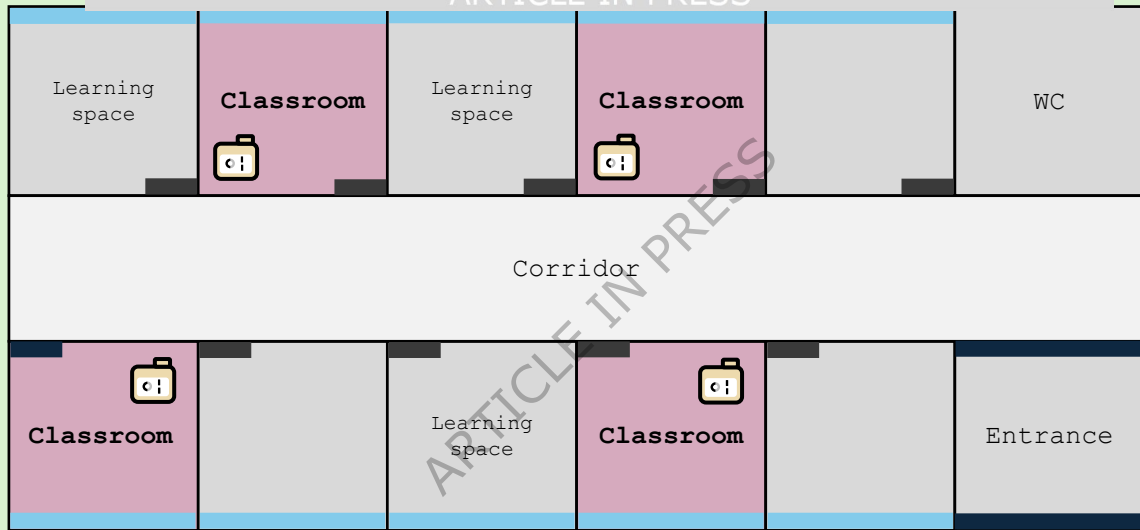 ARTICLE IN PRESS
Learning
space
Classroom
Learning
space
Classroom
WC
Corridor
ARTICLE IN PRESS
Classroom
Learning
space
Classroom
Entrance